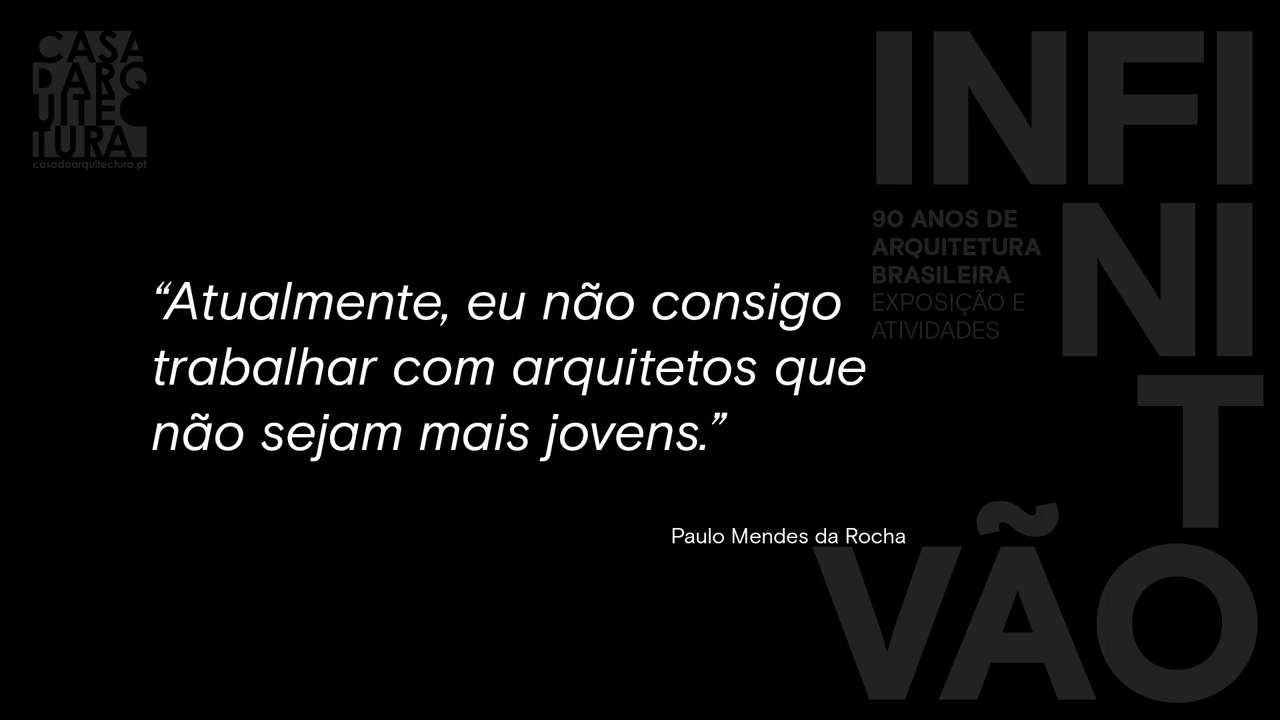 CASA
DARQ
UITEC
TURA
casadaarquitectura.pt
INFI
NI
T
VÃO
90 ANOS DE
ARQUITETURA
BRASILEIRA
EXPOSIÇÃO E
ATIVIDADES
“Atualmente, eu não consigo
trabalhar com arquitetos que
não sejam mais jovens.”
Paulo Mendes da Rocha